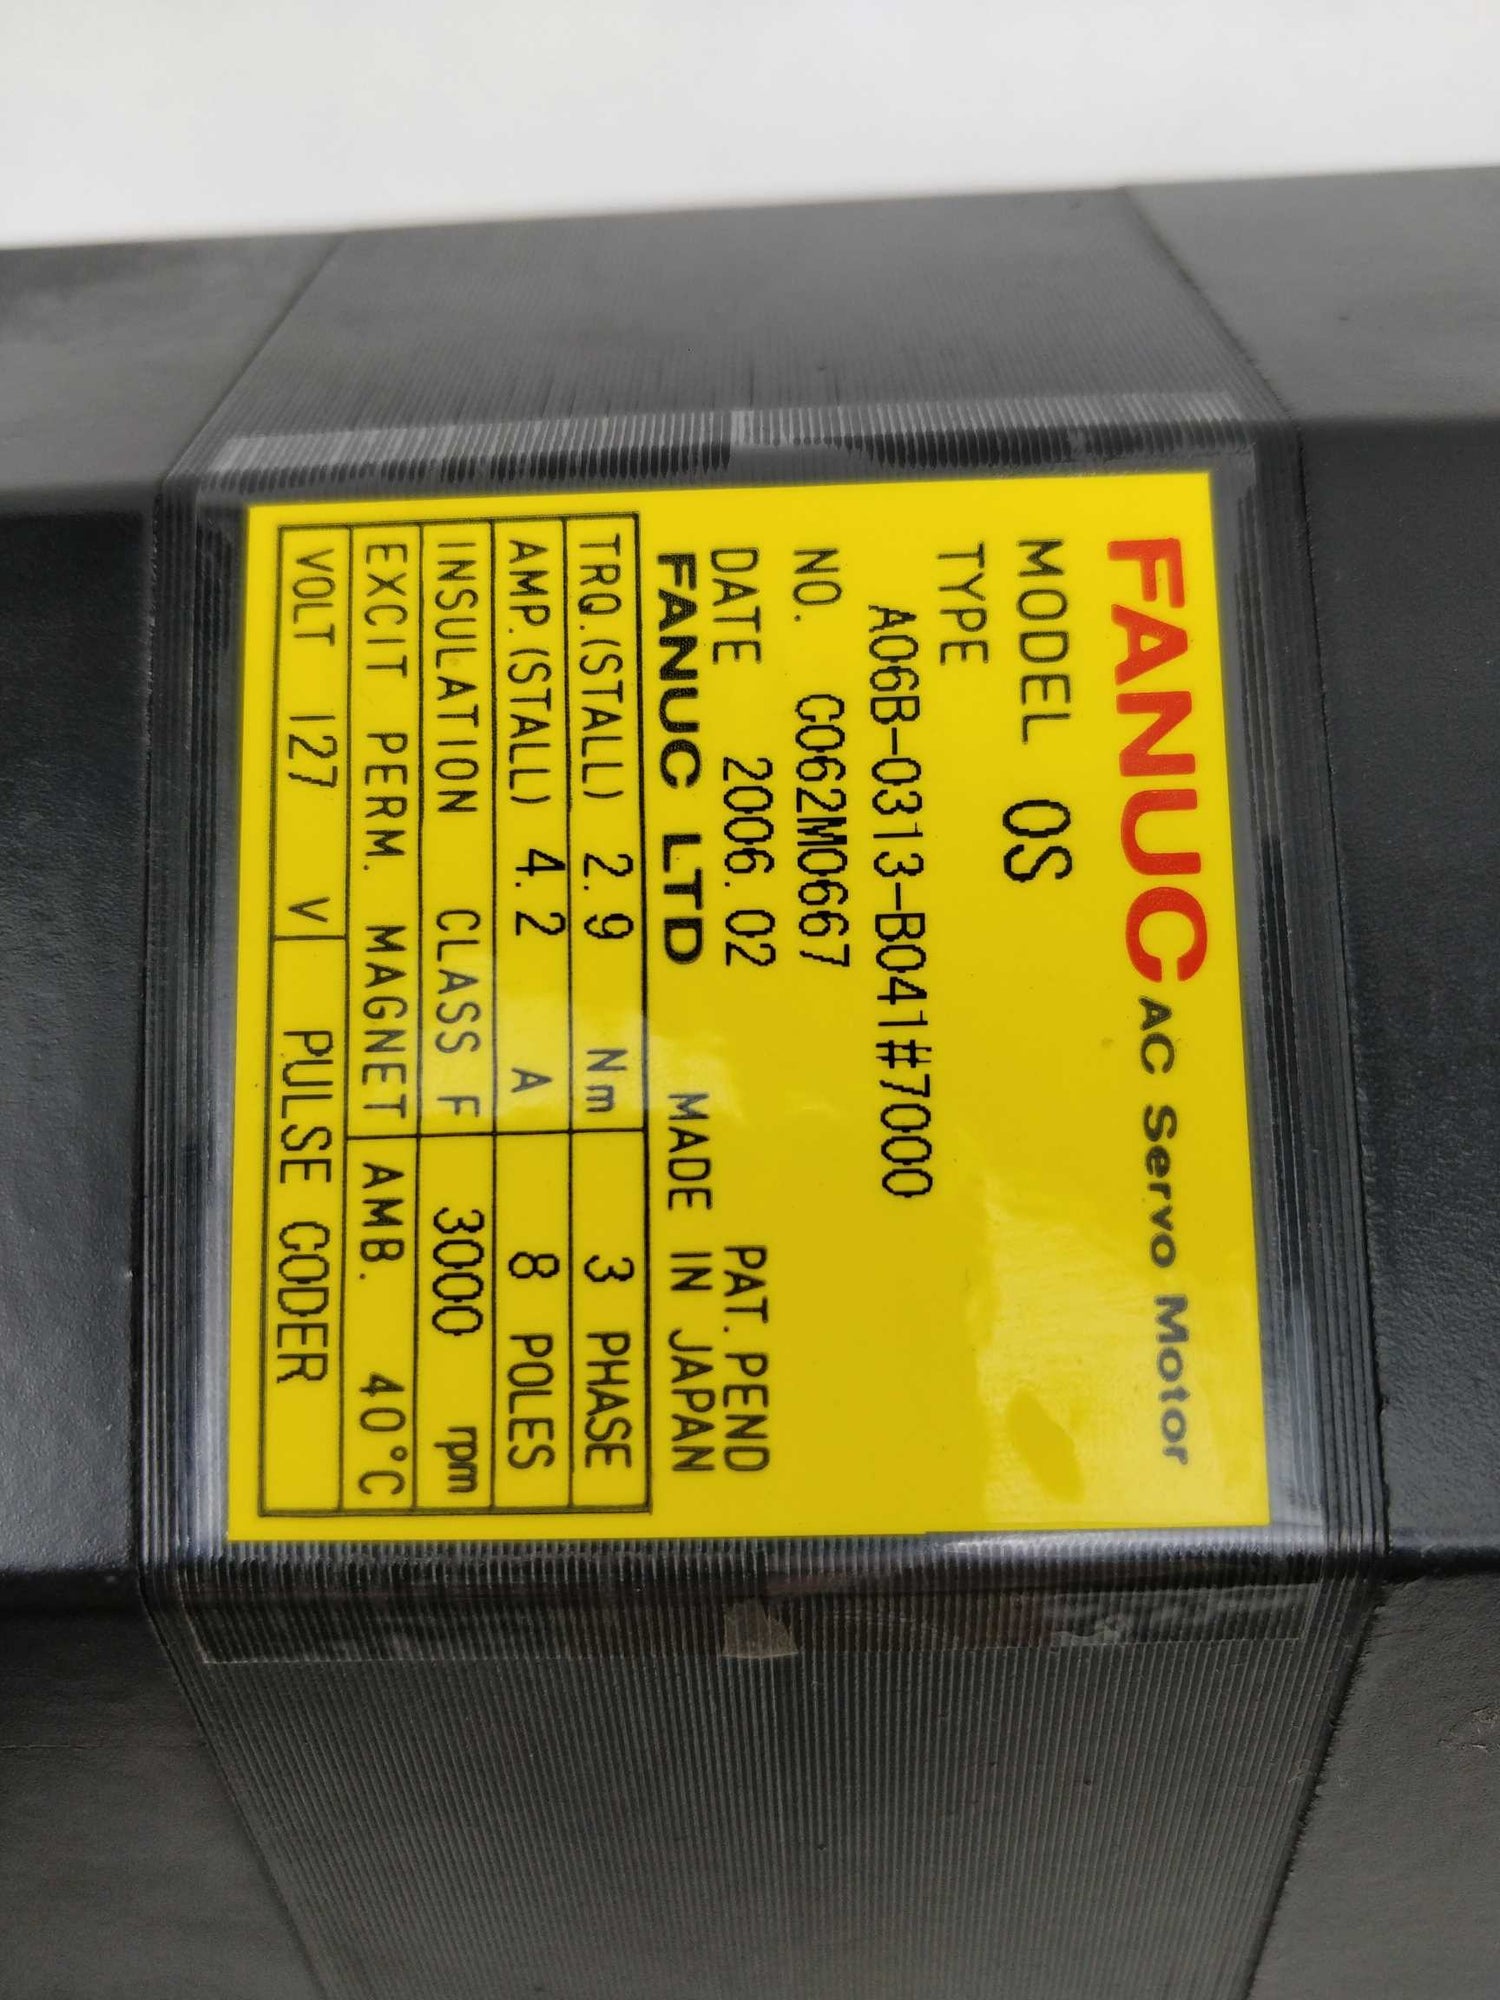 FANUC AC Servo Motor
MODEL 0S
TYPE
A06B-0313-B041#7000
NO. C062M0667
DATE 2006.02 PAT. PEND
FANUC LTD MADE IN JAPAN
TRQ.(STALL) 2.9 Nm 3 PHASE
AMP.(STALL) 4.2 A 8 POLES
INSULATION CLASS F 3000 rpm
EXCIT PERM. MAGNET AMB. 40°C
VOLT 127 V PULSE CODER